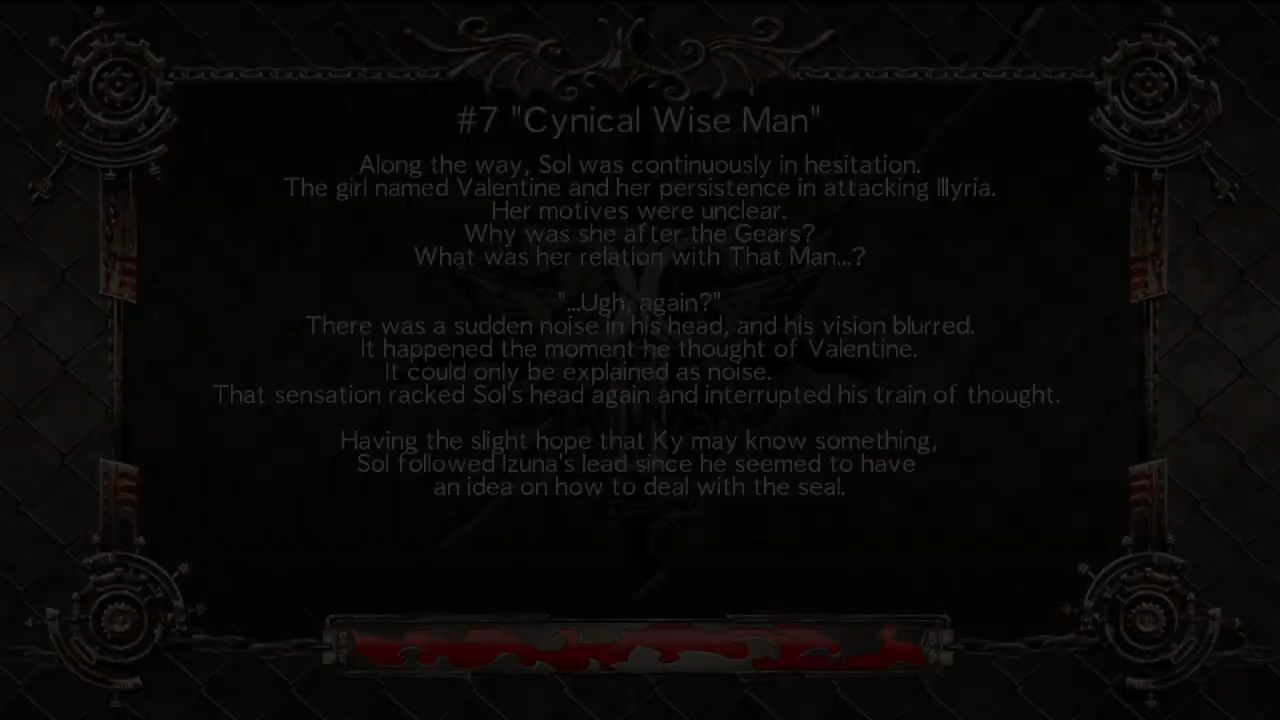 #7 "Cynical Wise Man"
Along the way, Sol was continuously in hesitation.
The girl named Valentine and her persistence in attacking Illyria.
Her motives were unclear.
Why was she after the Gears?
What was her relation with That Man...?
"...Ugh, again?"
There was a sudden noise in his head, and his vision blurred.
It happened the moment he thought of Valentine.
It could only be explained as noise.
That sensation racked Sol's head again and interrupted his train of thought.
Having the slight hope that Ky may know something,
Sol followed Izuna's lead since he seemed to have
an idea on how to deal with the seal.